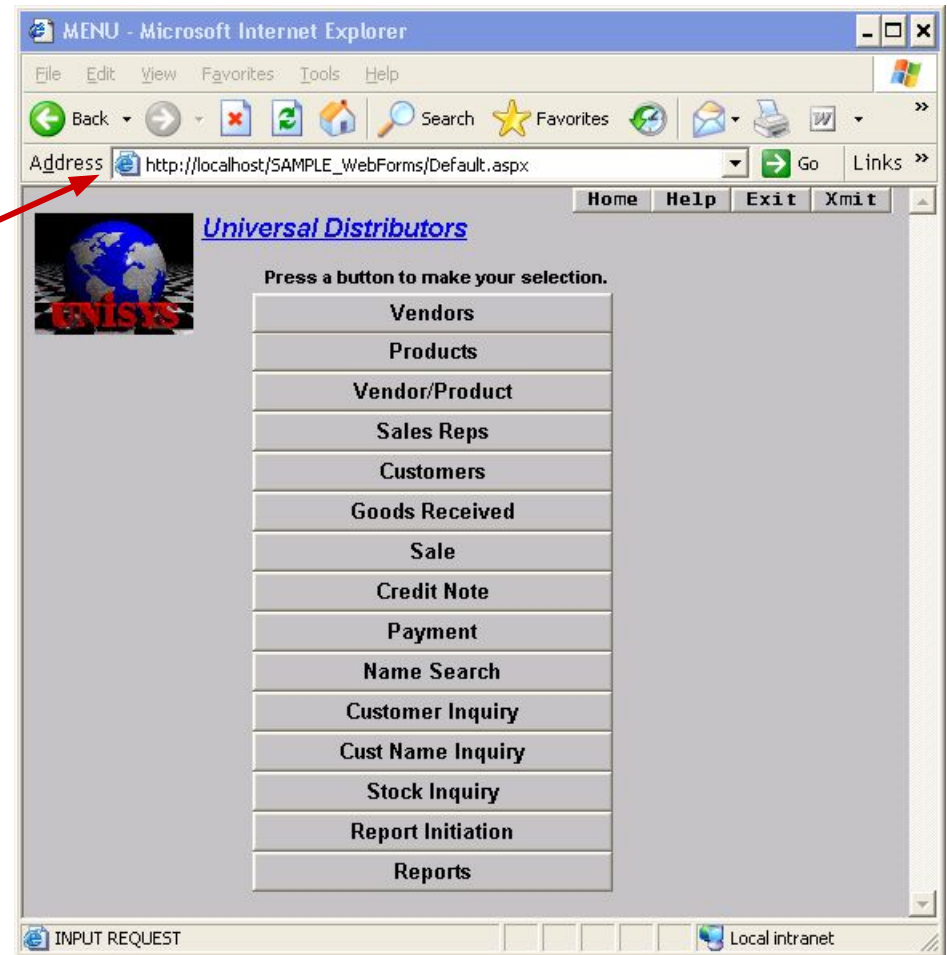 MENU - Microsoft Internet Explorer
File Edit View Favorites Tools Help
Back Search Favorites
Address http://localhost/SAMPLE_WebForms/Default.aspx Go Links
Home Help Exit Xmit
Universal Distributors
UNISYS
Press a button to make your selection.
Vendors
Products
Vendor/Product
Sales Reps
Customers
Goods Received
Sale
Credit Note
Payment
Name Search
Customer Inquiry
Cust Name Inquiry
Stock Inquiry
Report Initiation
Reports
INPUT REQUEST Local intranet